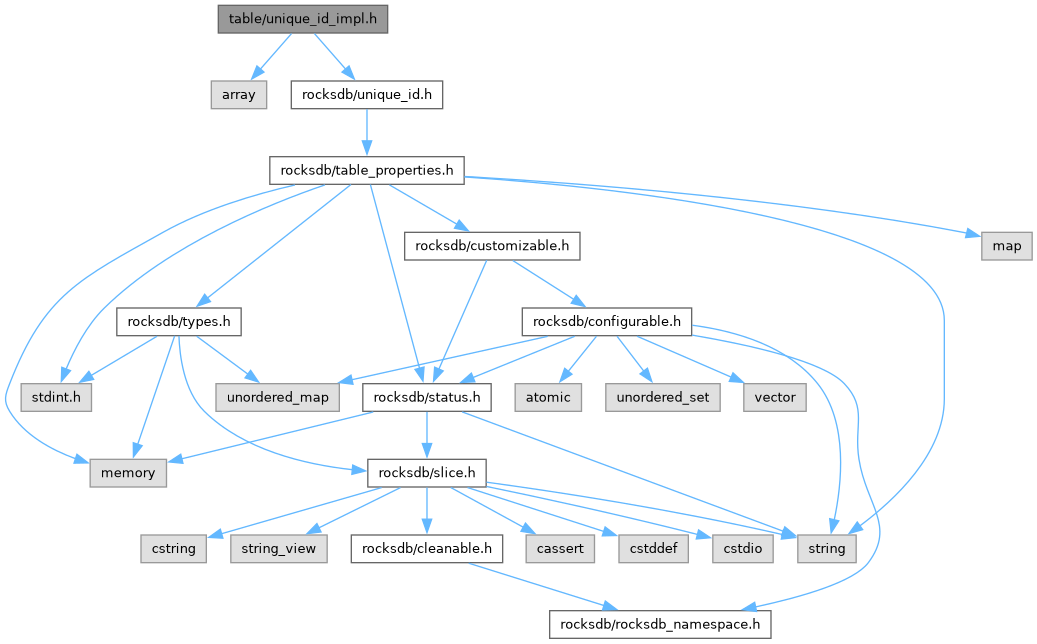 table/unique_id_impl.h
array
rocksdb/unique_id.h
rocksdb/table_properties.h
rocksdb/customizable.h
map
rocksdb/types.h
rocksdb/configurable.h
stdint.h
unordered_map
rocksdb/status.h
atomic
unordered_set
vector
memory
rocksdb/slice.h
cstring
string_view
rocksdb/cleanable.h
cassert
cstddef
cstdio
string
rocksdb/rocksdb_namespace.h